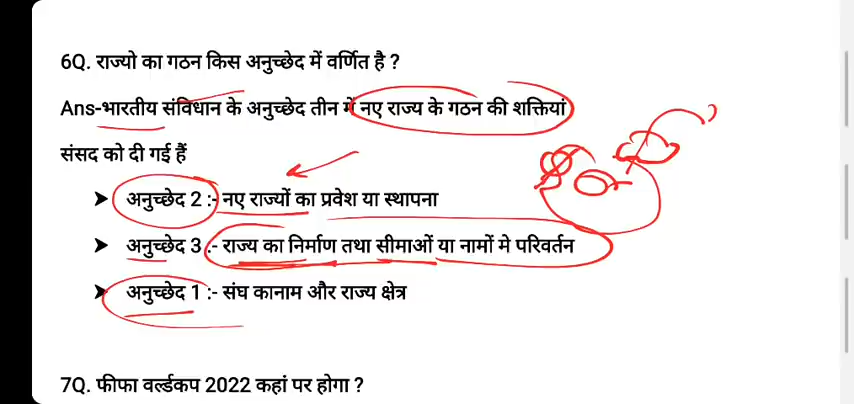 6Q. राज्यो का गठन किस अनुच्छेद में वर्णित है ?
Ans-भारतीय संविधान के अनुच्छेद तीन में नए राज्य के गठन की शक्तियां
संसद को दी गई हैं
➤ अनुच्छेद 2 :- नए राज्यों का प्रवेश या स्थापना
➤ अनुच्छेद 3 :- राज्य का निर्माण तथा सीमाओं या नामों मे परिवर्तन
➤ अनुच्छेद 1 :- संघ कानाम और राज्य क्षेत्र
7Q. फीफा वर्ल्डकप 2022 कहां पर होगा ?